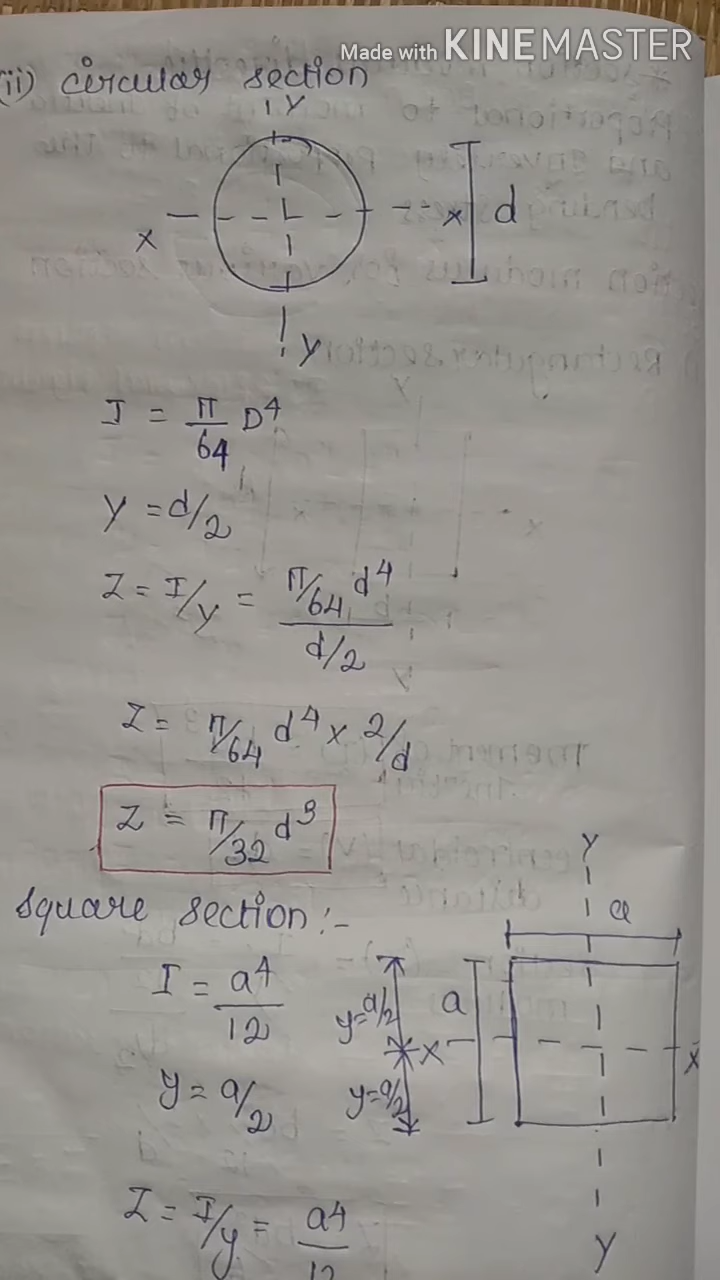 Made with KINEMASTER
(ii) circular section
Y
x x d
Y
I = π/64 D⁴
Y = d/2
Z = I/Y = π/64 d⁴ / d/2
Z = π/64 d⁴ x 2/d
Z = π/32 d³
Y
square section :-
a
I = a⁴/12
y=a/2
a
X X
y = a/2
y=a/2
Z = I/y = a⁴/12
Y